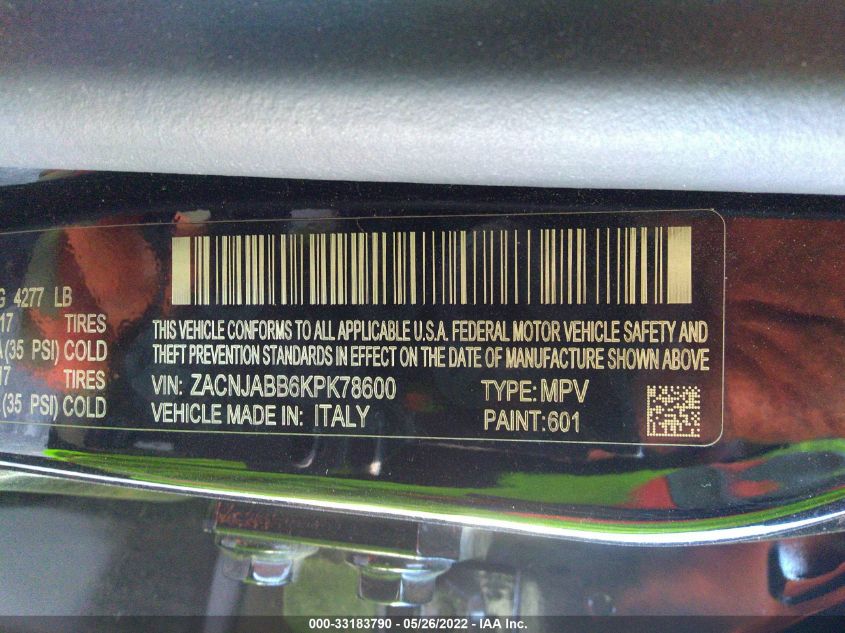 G 4277 LB
17 TIRES
(35 PSI) COLD
17 TIRES
(35 PSI) COLD
THIS VEHICLE CONFORMS TO ALL APPLICABLE U.S.A. FEDERAL MOTOR VEHICLE SAFETY AND
THEFT PREVENTION STANDARDS IN EFFECT ON THE DATE OF MANUFACTURE SHOWN ABOVE
VIN: ZACNJABB6KPK78600 TYPE: MPV
VEHICLE MADE IN: ITALY PAINT:601
000-33183790 - 05/26/2022 - IAA Inc.